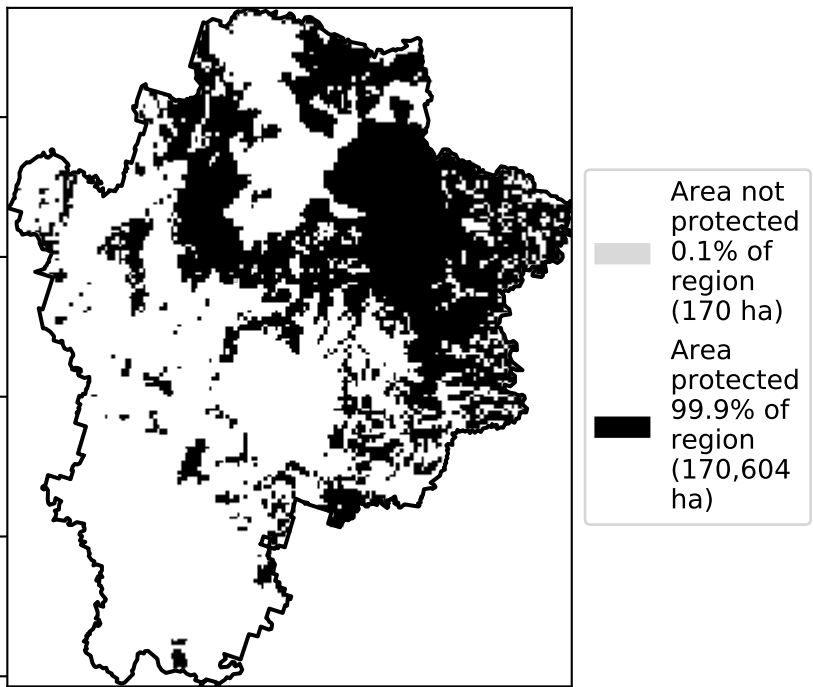 Area not
protected
0.1% of
region
(170 ha)
Area
protected
99.9% of
region
(170,604
ha)